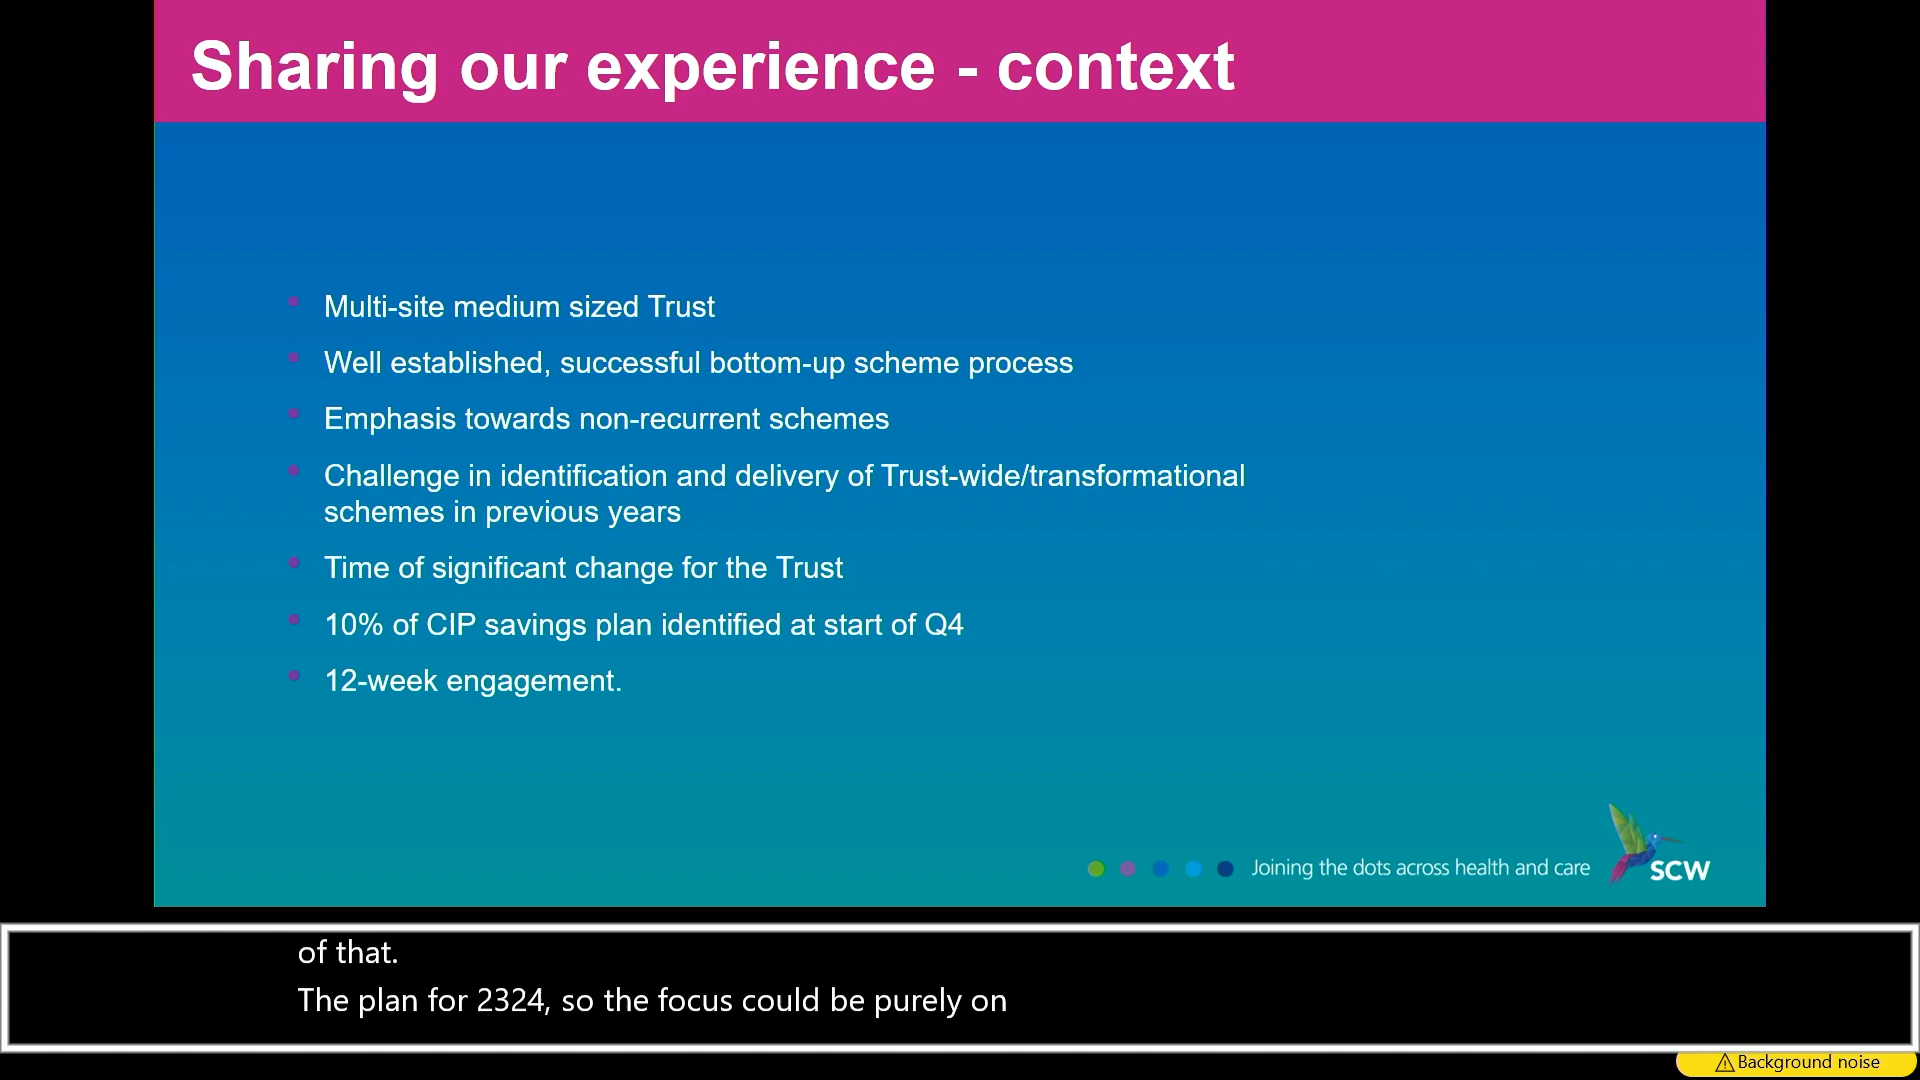 Sharing our experience - context
Multi-site medium sized Trust
Well established, successful bottom-up scheme process
Emphasis towards non-recurrent schemes
Challenge in identification and delivery of Trust-wide/transformational
schemes in previous years
Time of significant change for the Trust
10% of CIP savings plan identified at start of Q4
12-week engagement.
Joining the dots across health and care
SCW
of that.
The plan for 2324, so the focus could be purely on
Background noise